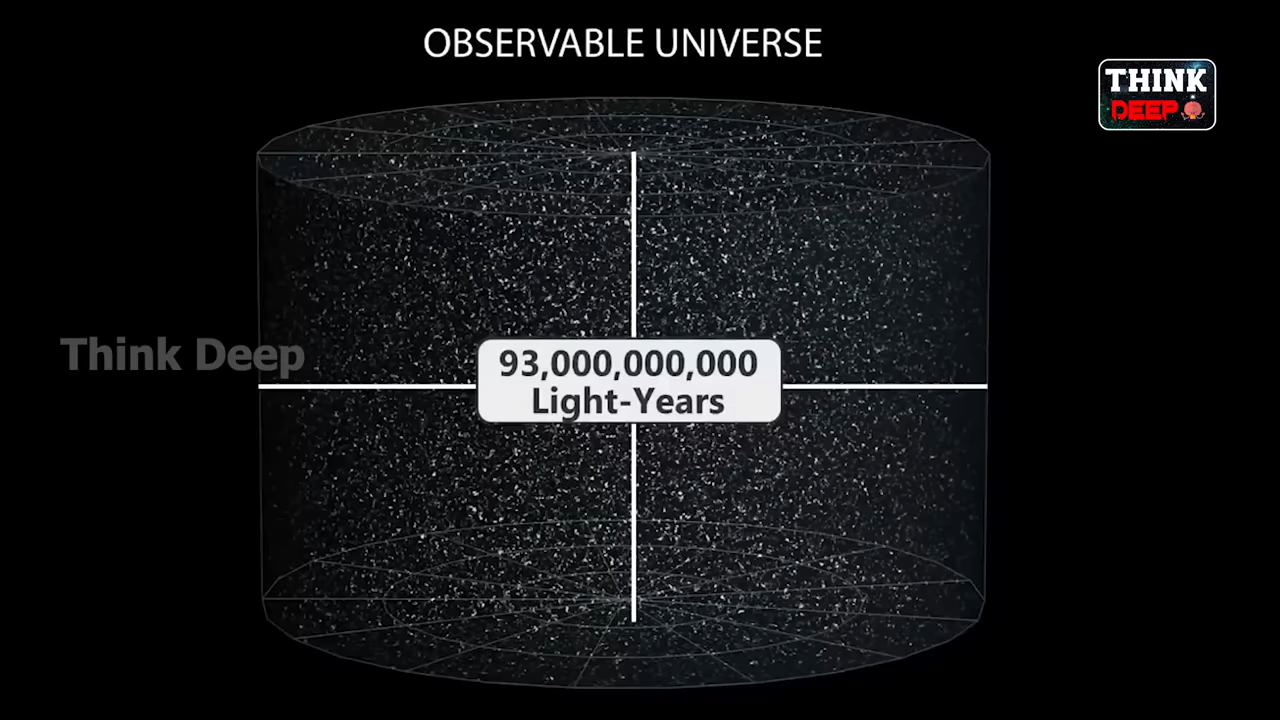 OBSERVABLE UNIVERSE
THINK
DEEP
Think Deep
93,000,000,000
Light-Years